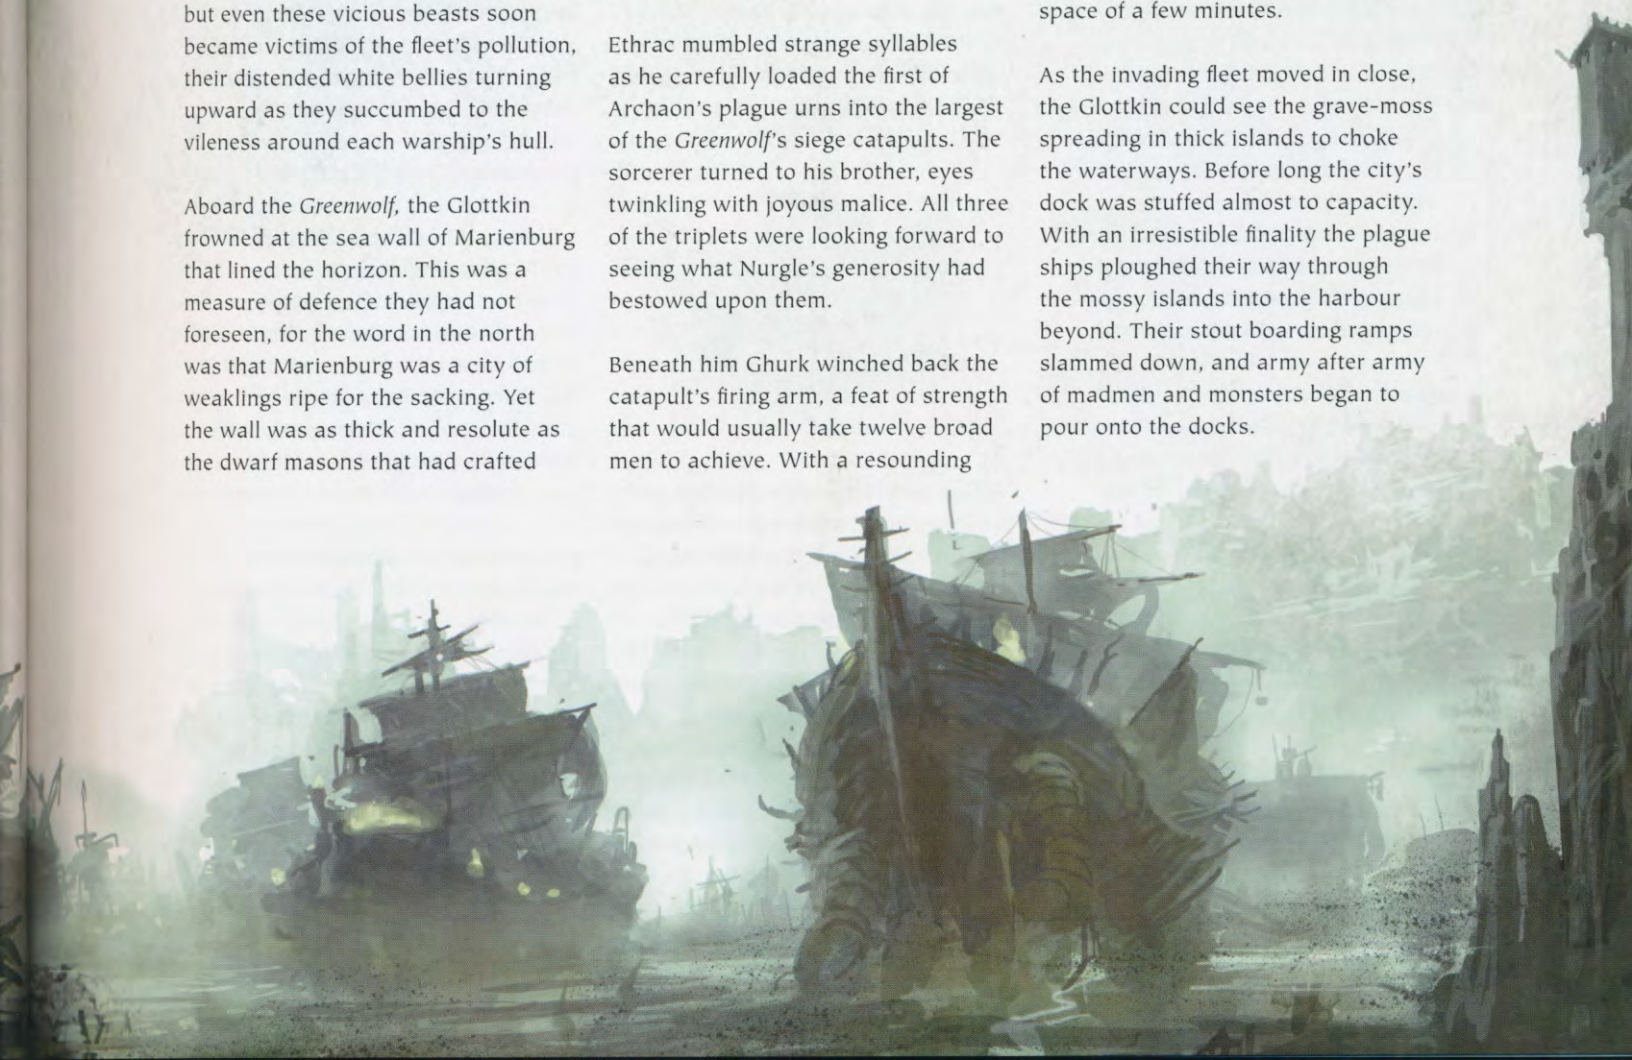 but even these vicious beasts soon
became victims of the fleet's pollution,
their distended white bellies turning
upward as they succumbed to the
vileness around each warship's hull.
Aboard the Greenwolf, the Glottkin
frowned at the sea wall of Marienburg
that lined the horizon. This was a
measure of defence they had not
foreseen, for the word in the north
was that Marienburg was a city of
weaklings ripe for the sacking. Yet
the wall was as thick and resolute as
the dwarf masons that had crafted
Ethrac mumbled strange syllables
as he carefully loaded the first of
Archaon's plague urns into the largest
of the Greenwolf's siege catapults. The
sorcerer turned to his brother, eyes
twinkling with joyous malice. All three
of the triplets were looking forward to
seeing what Nurgle's generosity had
bestowed upon them.
Beneath him Ghurk winched back the
catapult's firing arm, a feat of strength
that would usually take twelve broad
men to achieve. With a resounding
space of a few minutes.
As the invading fleet moved in close,
the Glottkin could see the grave-moss
spreading in thick islands to choke
the waterways. Before long the city's
dock was stuffed almost to capacity.
With an irresistible finality the plague
ships ploughed their way through
the mossy islands into the harbour
beyond. Their stout boarding ramps
slammed down, and army after army
of madmen and monsters began to
pour onto the docks.